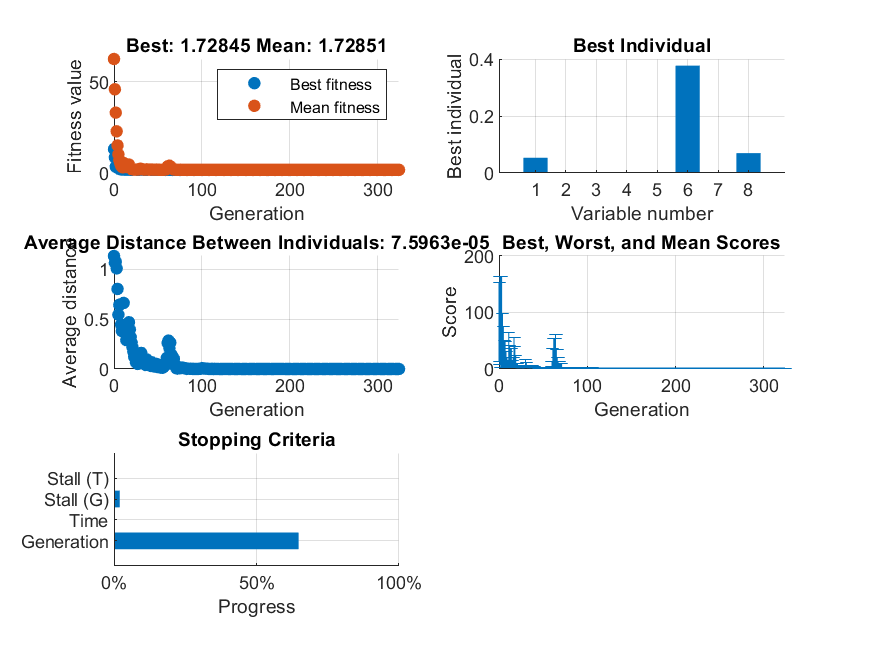 Best: 1.72845 Mean: 1.72851
Fitness value
50
0
Best fitness
Mean fitness
0 100 200 300
Generation
Best Individual
Best individual
0.4
0.2
0
1 2 3 4 5 6 7 8
Variable number
Average Distance Between Individuals: 7.5963e-05
Average distance
1
0.5
0
0 100 200 300
Generation
Best, Worst, and Mean Scores
Score
200
100
0
0 100 200 300
Generation
Stopping Criteria
Stall (T)
Stall (G)
Time
Generation
0% 50% 100%
Progress